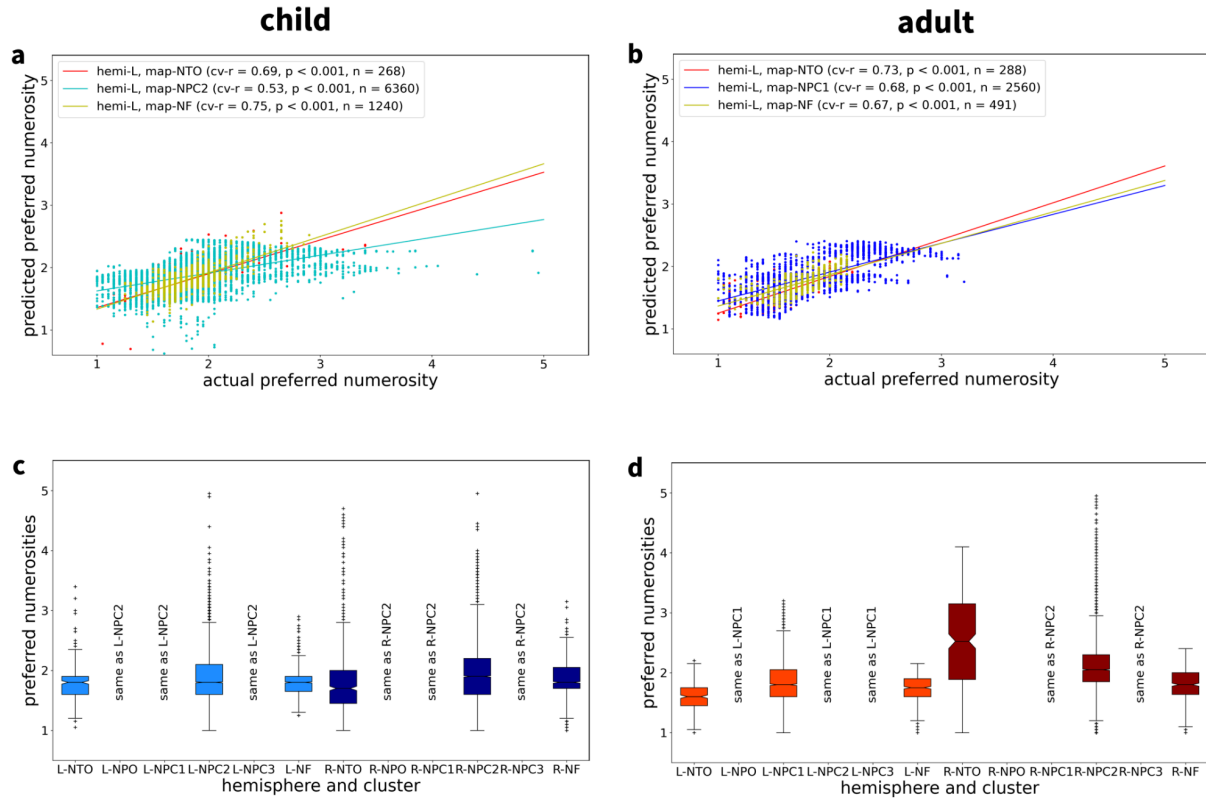 child
adult
a
hemi-L, map-NTO (cv-r = 0.69, p < 0.001, n = 268)
hemi-L, map-NPC2 (cv-r = 0.53, p < 0.001, n = 6360)
hemi-L, map-NF (cv-r = 0.75, p < 0.001, n = 1240)
predicted preferred numerosity
5
4
3
2
1
1 2 3 4 5
actual preferred numerosity
b
hemi-L, map-NTO (cv-r = 0.73, p < 0.001, n = 288)
hemi-L, map-NPC1 (cv-r = 0.68, p < 0.001, n = 2560)
hemi-L, map-NF (cv-r = 0.67, p < 0.001, n = 491)
predicted preferred numerosity
5
4
3
2
1
1 2 3 4 5
actual preferred numerosity
c
preferred numerosities
5
4
3
2
1
same as L-NPC2
same as L-NPC2
same as L-NPC2
same as R-NPC2
same as R-NPC2
same as R-NPC2
L-NTO L-NPO L-NPC1 L-NPC2 L-NPC3 L-NF R-NTO R-NPO R-NPC1 R-NPC2 R-NPC3 R-NF
hemisphere and cluster
d
preferred numerosities
5
4
3
2
1
same as L-NPC1
same as L-NPC1
same as L-NPC1
same as R-NPC2
same as R-NPC2
L-NTO L-NPO L-NPC1 L-NPC2 L-NPC3 L-NF R-NTO R-NPO R-NPC1 R-NPC2 R-NPC3 R-NF
hemisphere and cluster